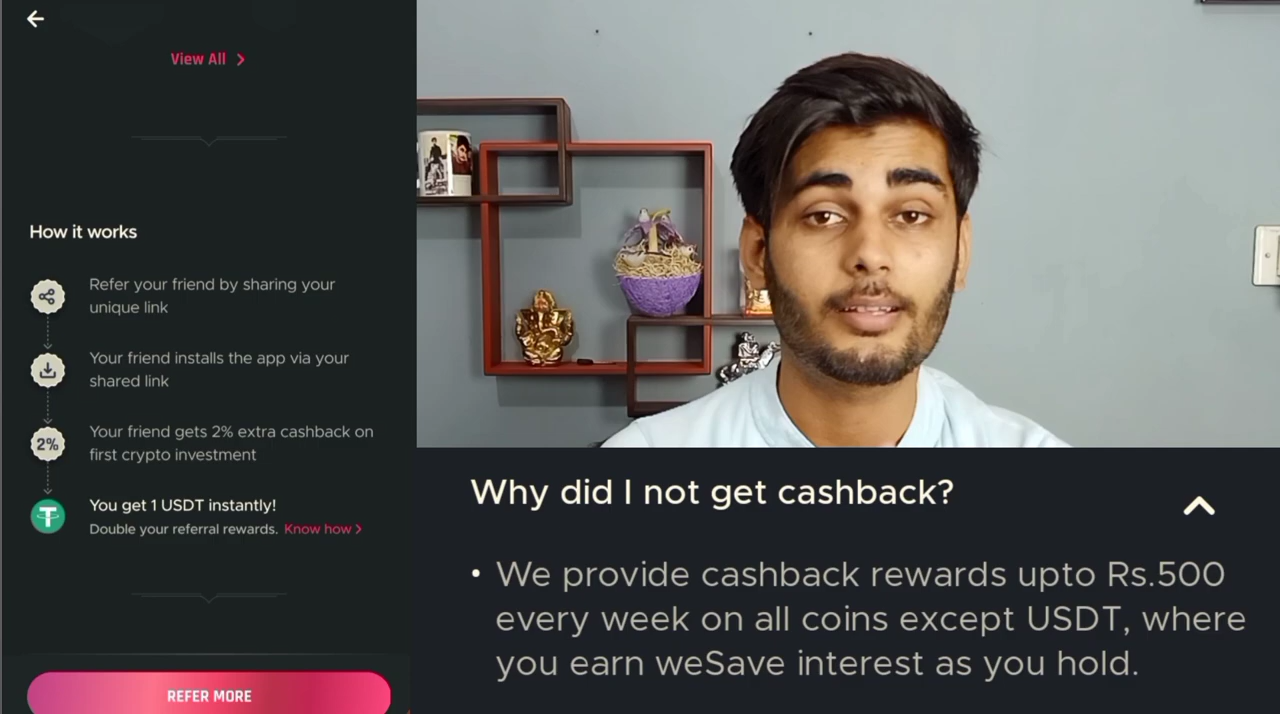 View All
How it works
Refer your friend by sharing your
unique link
Your friend installs the app via your
shared link
2%
Your friend gets 2% extra cashback on
first crypto investment
You get 1 USDT instantly!
Double your referral rewards. Know how
REFER MORE
Why did I not get cashback?
• We provide cashback rewards upto Rs.500
every week on all coins except USDT, where
you earn weSave interest as you hold.